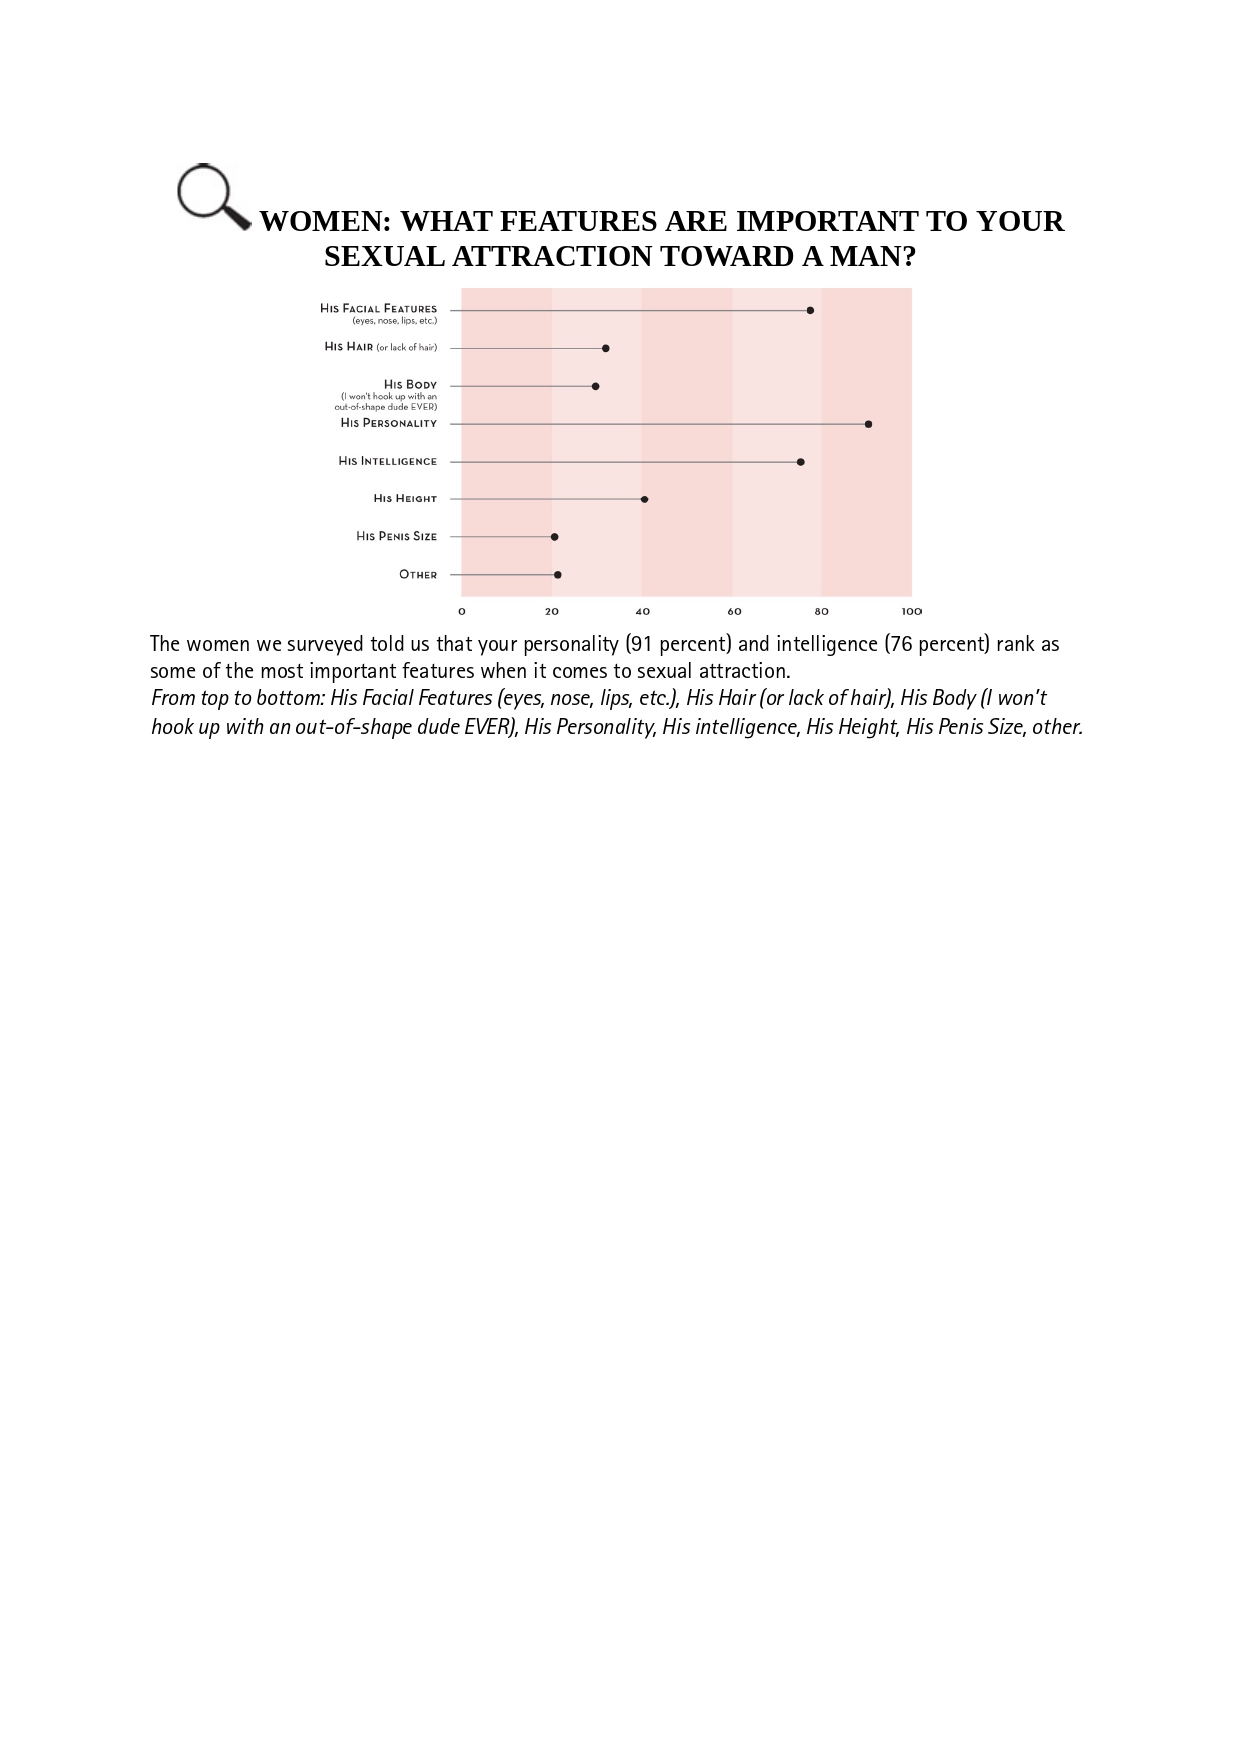 WOMEN: WHAT FEATURES ARE IMPORTANT TO YOUR
SEXUAL ATTRACTION TOWARD A MAN?
HIS FACIAL FEATURES
(eyes, nose, lips, etc.)
HIS HAIR (or lack of hair)
HIS BODY
(I won't hook up with an
out-of-shape dude EVER)
HIS PERSONALITY
HIS INTELLIGENCE
HIS HEIGHT
HIS PENIS SIZE
OTHER
0 20 40 60 80 100
The women we surveyed told us that your personality (91 percent) and intelligence (76 percent) rank as
some of the most important features when it comes to sexual attraction.
From top to bottom: His Facial Features (eyes, nose, lips, etc.), His Hair (or lack of hair), His Body (I won't
hook up with an out-of-shape dude EVER), His Personality, His intelligence, His Height, His Penis Size, other.